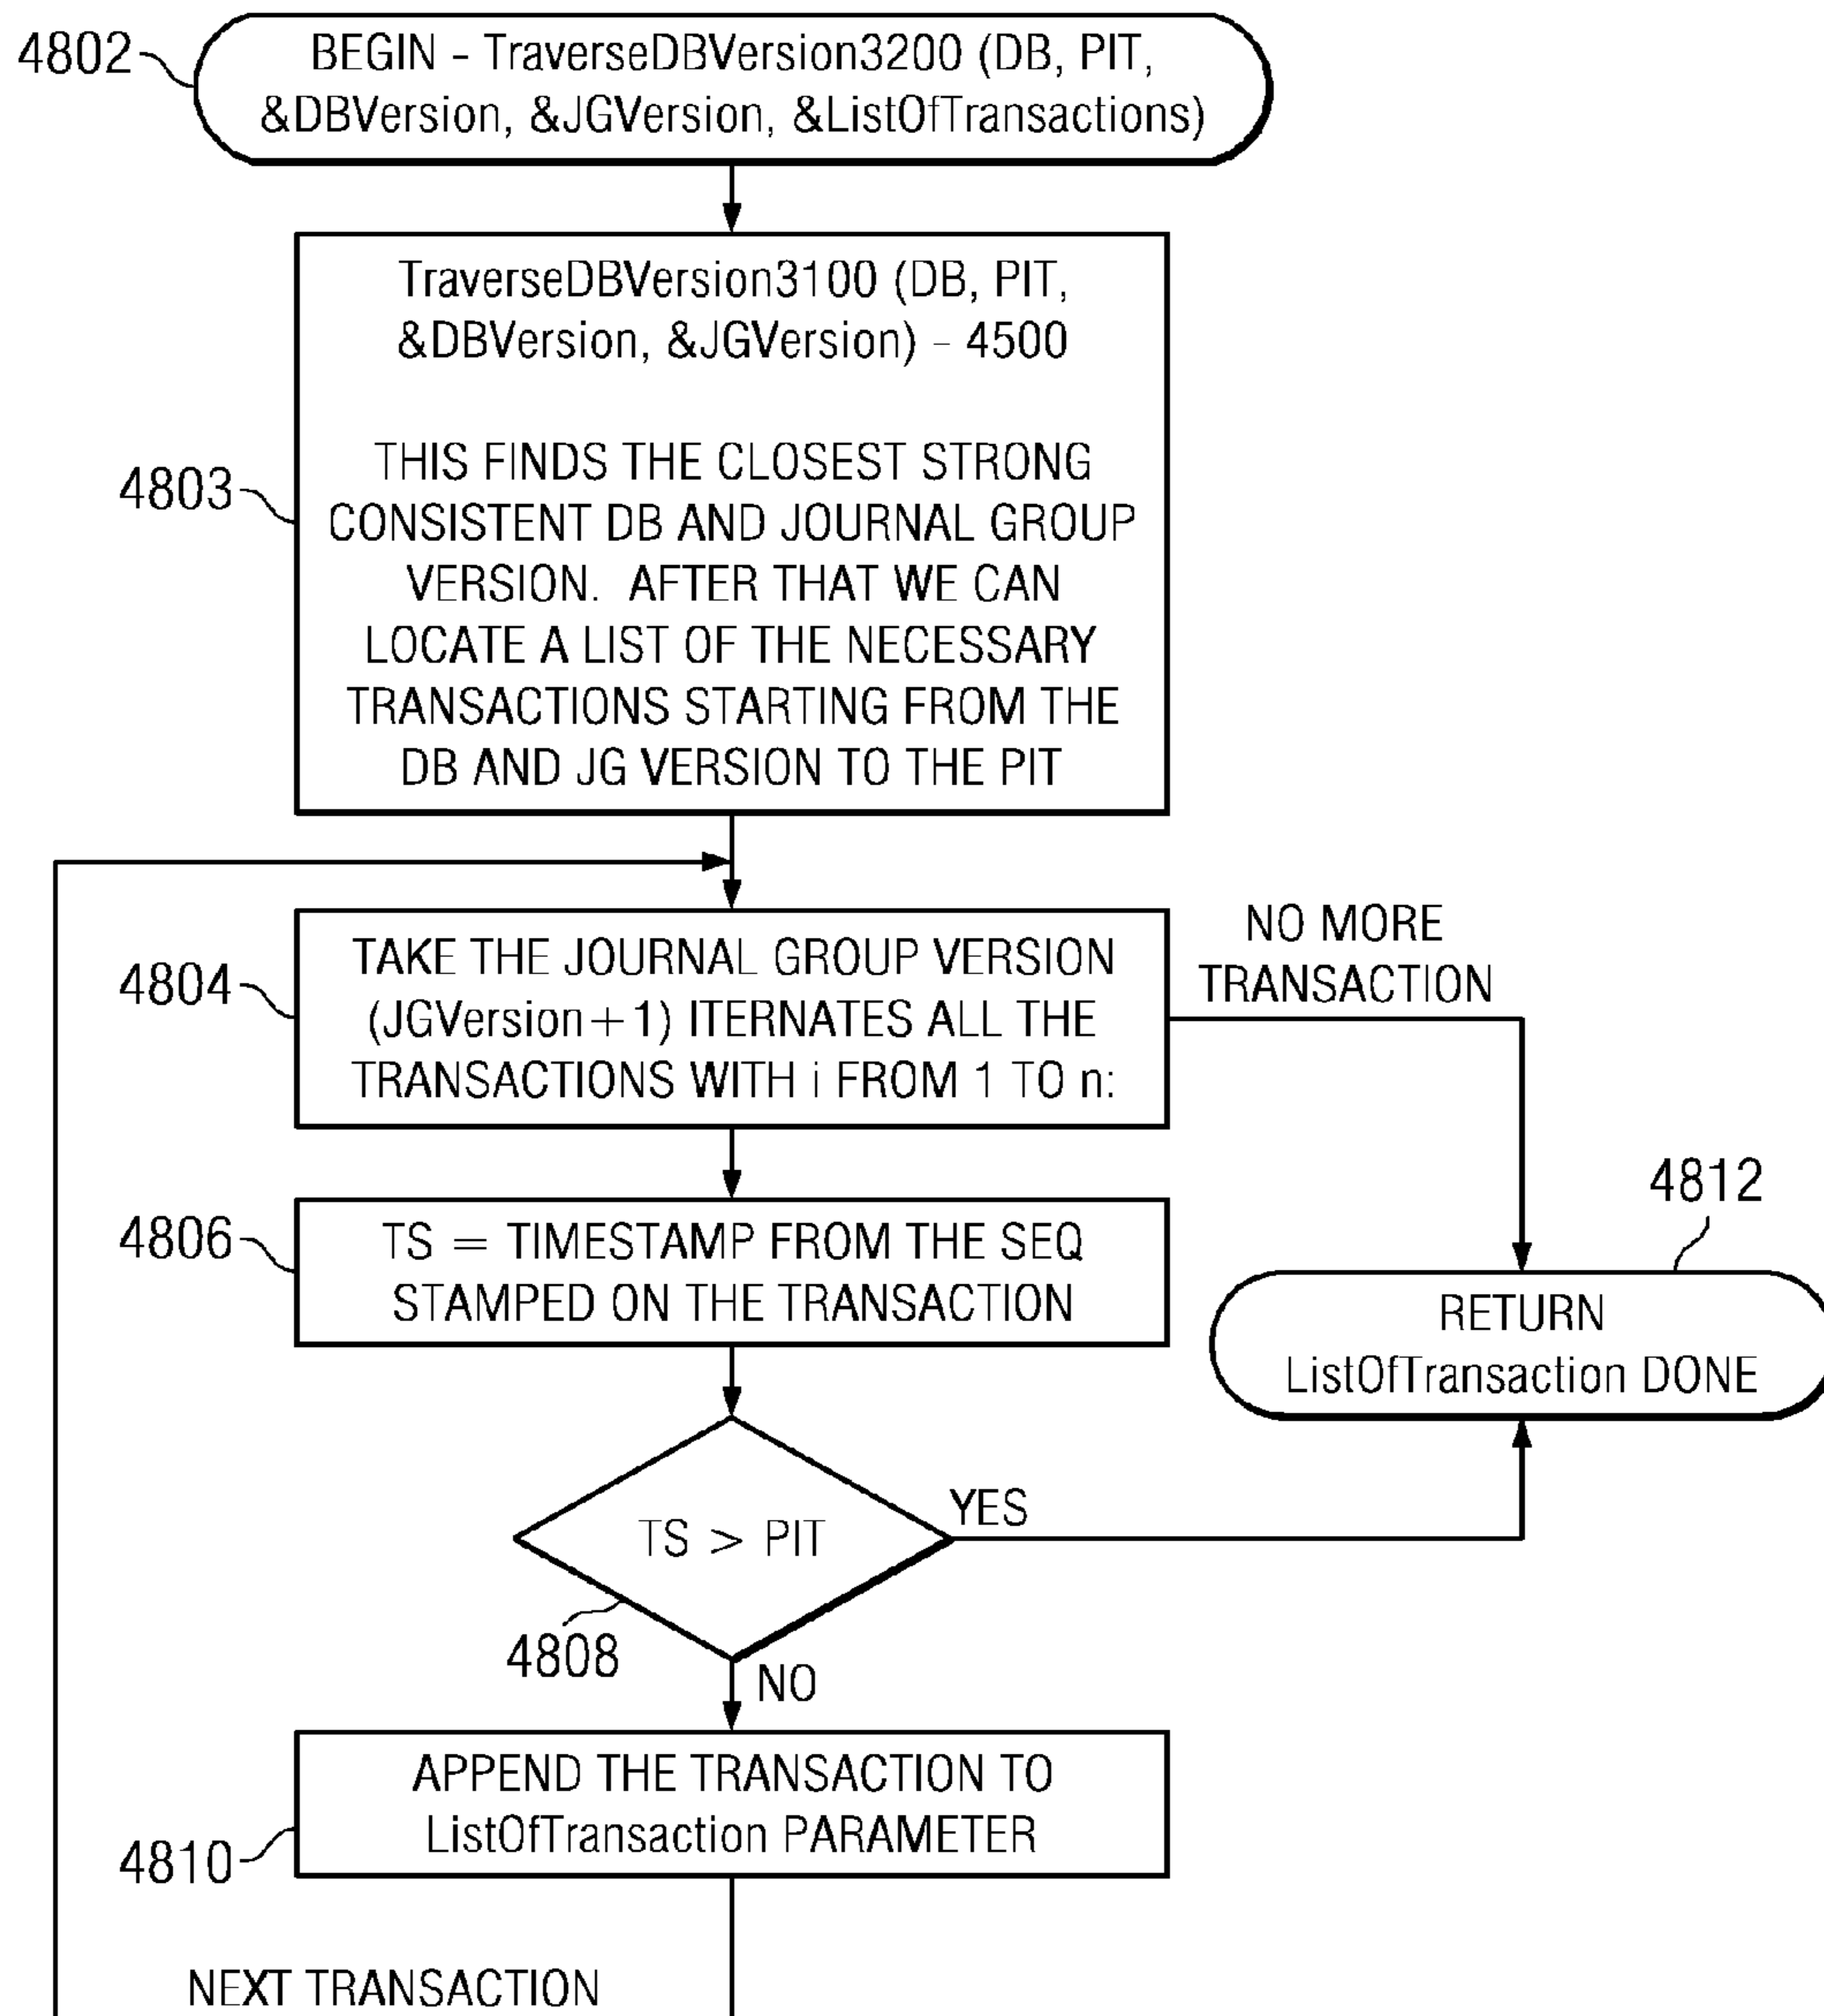 4802
BEGIN - TraverseDBVersion3200 (DB, PIT,
&DBVersion, &JGVersion, &ListOfTransactions)
TraverseDBVersion3100 (DB, PIT,
&DBVersion, &JGVersion) - 4500
4803
THIS FINDS THE CLOSEST STRONG
CONSISTENT DB AND JOURNAL GROUP
VERSION. AFTER THAT WE CAN
LOCATE A LIST OF THE NECESSARY
TRANSACTIONS STARTING FROM THE
DB AND JG VERSION TO THE PIT
4804
TAKE THE JOURNAL GROUP VERSION
(JGVersion+1) ITERNATES ALL THE
TRANSACTIONS WITH i FROM 1 TO n:
NO MORE
TRANSACTION
4806
TS = TIMESTAMP FROM THE SEQ
STAMPED ON THE TRANSACTION
4812
RETURN
ListOfTransaction DONE
TS > PIT
YES
4808
NO
4810
APPEND THE TRANSACTION TO
ListOfTransaction PARAMETER
NEXT TRANSACTION